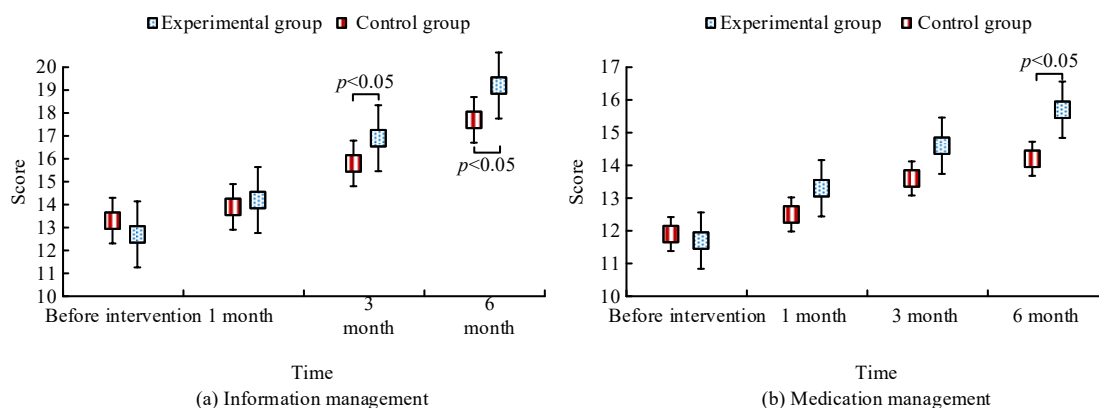 Experimental group Control group
20
19
18
17
16
15
14
13
12
11
10
Score
p<0.05
p<0.05
Before intervention 1 month 3 month 6 month
Time
(a) Information management
Experimental group Control group
17
16
15
14
13
12
11
10
Score
p<0.05
Before intervention 1 month 3 month 6 month
Time
(b) Medication management